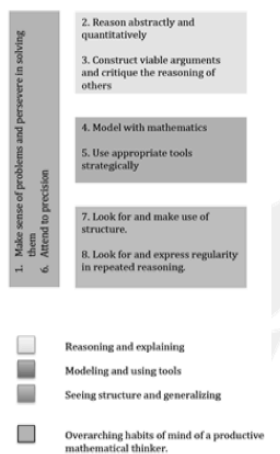 1. Make sense of problems and persevere in solving
them
6. Attend to precision
2. Reason abstractly and
quantitatively
3. Construct viable arguments
and critique the reasoning of
others
4. Model with mathematics
5. Use appropriate tools
strategically
7. Look for and make use of
structure.
8. Look for and express regularity
in repeated reasoning.
Reasoning and explaining
Modeling and using tools
Seeing structure and generalizing
Overarching habits of mind of a productive
mathematical thinker.